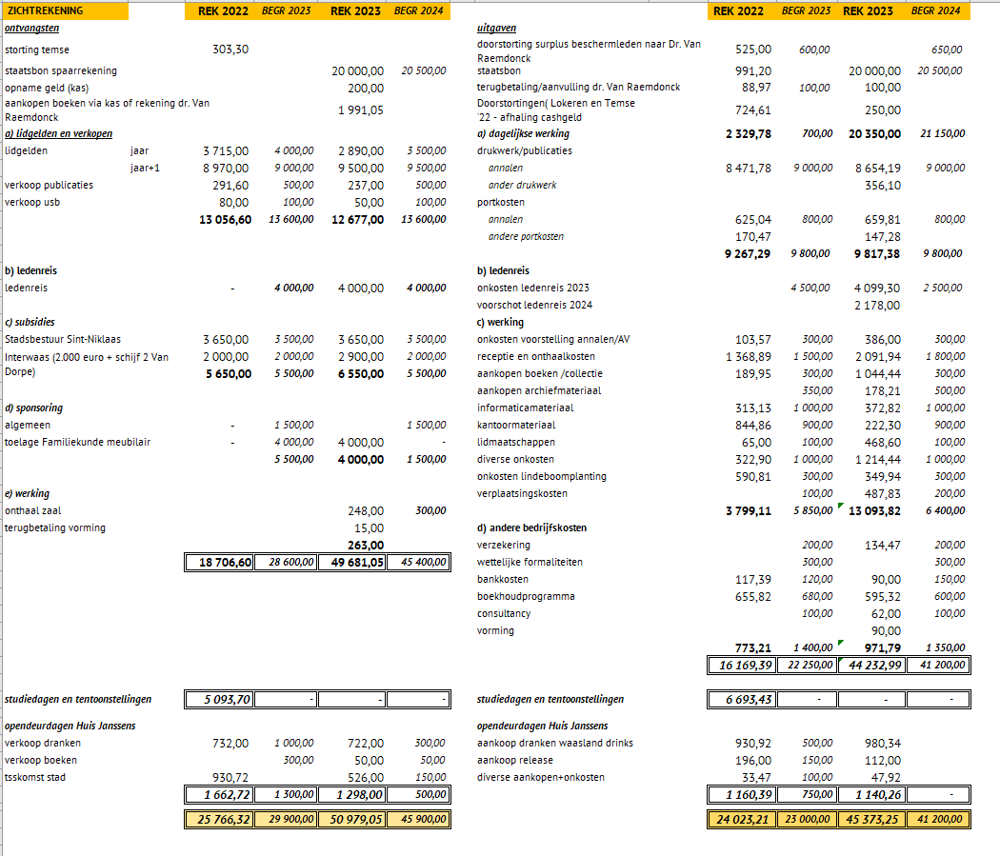 ZICHTREKENING REK 2022 BEGR 2023 REK 2023 BEGR 2024 REK 2022 BEGR 2023 REK 2023 BEGR 2024
ontvangsten uitgaven
storting temse 303,30 doorstorting surplus beschermleden naar Dr. Van
Raemdonck 525,00 600,00 650,00
staatsbon spaarrekening 20 000,00 20 500,00 staatsbon 991,20 20 000,00 20 500,00
opname geld (kas) 200,00 terugbetaling/aanvulling dr. Van Raemdonck 88,97 100,00 100,00
aankopen boeken via kas of rekening dr. Van
Raemdonck 1 991,05 Doorstortingen( Lokeren en Temse
'22 - afhaling cashgeld 724,61 250,00
a) lidgelden en verkopen a) dagelijkse werking 2 329,78 700,00 20 350,00 21 150,00
lidgelden jaar 3 715,00 4 000,00 2 890,00 3 500,00 drukwerk/publicaties
jaar+1 8 970,00 9 000,00 9 500,00 9 500,00 annalen 8 471,78 9 000,00 8 654,19 9 000,00
verkoop publicaties 291,60 500,00 237,00 500,00 ander drukwerk 356,10
verkoop usb 80,00 100,00 50,00 100,00 portkosten
13 056,60 13 600,00 12 677,00 13 600,00 annalen 625,04 800,00 659,81 800,00
andere portkosten 170,47 147,28
9 267,29 9 800,00 9 817,38 9 800,00
b) ledenreis b) ledenreis
ledenreis - 4 000,00 4 000,00 4 000,00 onkosten ledenreis 2023 4 500,00 4 099,30 2 500,00
voorschot ledenreis 2024 2 178,00
c) subsidies c) werking
Stadsbestuur Sint-Niklaas 3 650,00 3 500,00 3 650,00 3 500,00 onkosten voorstelling annalen/AV 103,57 300,00 386,00 300,00
Interwaas (2.000 euro + schijf 2 Van 2 000,00 2 000,00 2 900,00 2 000,00 receptie en onthaalkosten 1 368,89 1 500,00 2 091,94 1 800,00
Dorpe) 5 650,00 5 500,00 6 550,00 5 500,00 aankopen boeken /collectie 189,95 300,00 1 044,44 300,00
aankopen archiefmateriaal 350,00 178,21 500,00
d) sponsoring informaticamateriaal 313,13 1 000,00 372,82 1 000,00
algemeen - 1 500,00 1 500,00 kantoormateriaal 844,86 900,00 222,30 900,00
toelage Familiekunde meubilair - 4 000,00 4 000,00 - lidmaatschappen 65,00 100,00 468,60 100,00
5 500,00 4 000,00 1 500,00 diverse onkosten 322,90 1 000,00 1 214,44 1 000,00
onkosten lindeboomplanting 590,81 300,00 349,94 300,00
e) werking verplaatsingskosten 100,00 487,83 200,00
onthaal zaal 248,00 300,00 3 799,11 5 850,00 13 093,82 6 400,00
terugbetaling vorming 15,00 d) andere bedrijfskosten
263,00 verzekering 200,00 134,47 200,00
18 706,60 28 600,00 49 681,05 45 400,00 wettelijke formaliteiten 300,00 300,00
bankkosten 117,39 120,00 90,00 150,00
boekhoudprogramma 655,82 680,00 595,32 600,00
consultancy 100,00 62,00 100,00
vorming 90,00
773,21 1 400,00 971,79 1 350,00
16 169,39 22 250,00 44 232,99 41 200,00
studiedagen en tentoonstellingen 5 093,70 - - - studiedagen en tentoonstellingen 6 693,43 - - -
opendeurdagen Huis Janssens opendeurdagen Huis Janssens
verkoop dranken 732,00 1 000,00 722,00 300,00 aankoop dranken waasland drinks 930,92 500,00 980,34
verkoop boeken 300,00 50,00 50,00 aankoop release 196,00 150,00 112,00
tsskomst stad 930,72 526,00 150,00 diverse aankopen+onkosten 33,47 100,00 47,92
1 662,72 1 300,00 1 298,00 500,00 1 160,39 750,00 1 140,26 -
25 766,32 29 900,00 50 979,05 45 900,00 24 023,21 23 000,00 45 373,25 41 200,00